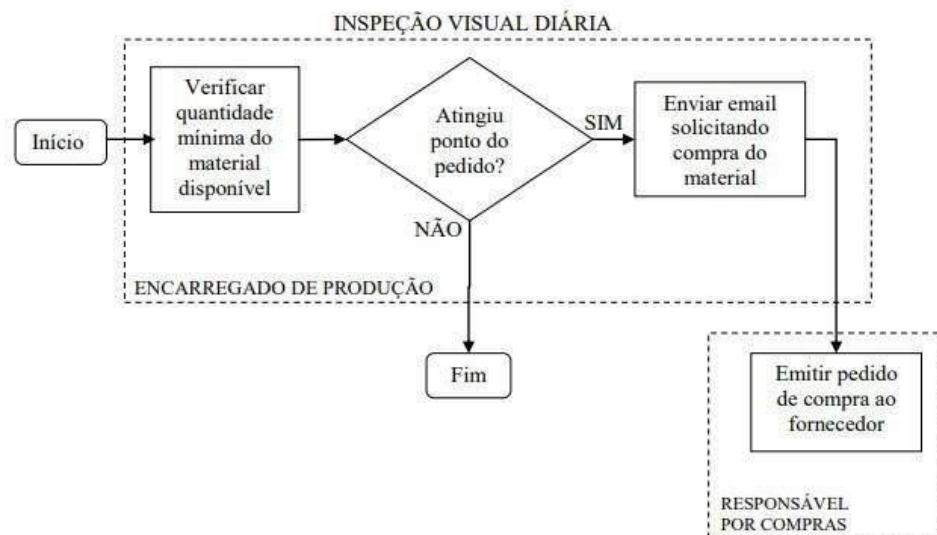 INSPEÇÃO VISUAL DIÁRIA
Início
Verificar
quantidade
mínima do
material
disponível
Atingiu
ponto do
pedido?
SIM
Enviar email
solicitando
compra do
material
NÃO
ENCARREGADO DE PRODUÇÃO
Fim
Emitir pedido
de compra ao
fornecedor
RESPONSÁVEL
POR COMPRAS